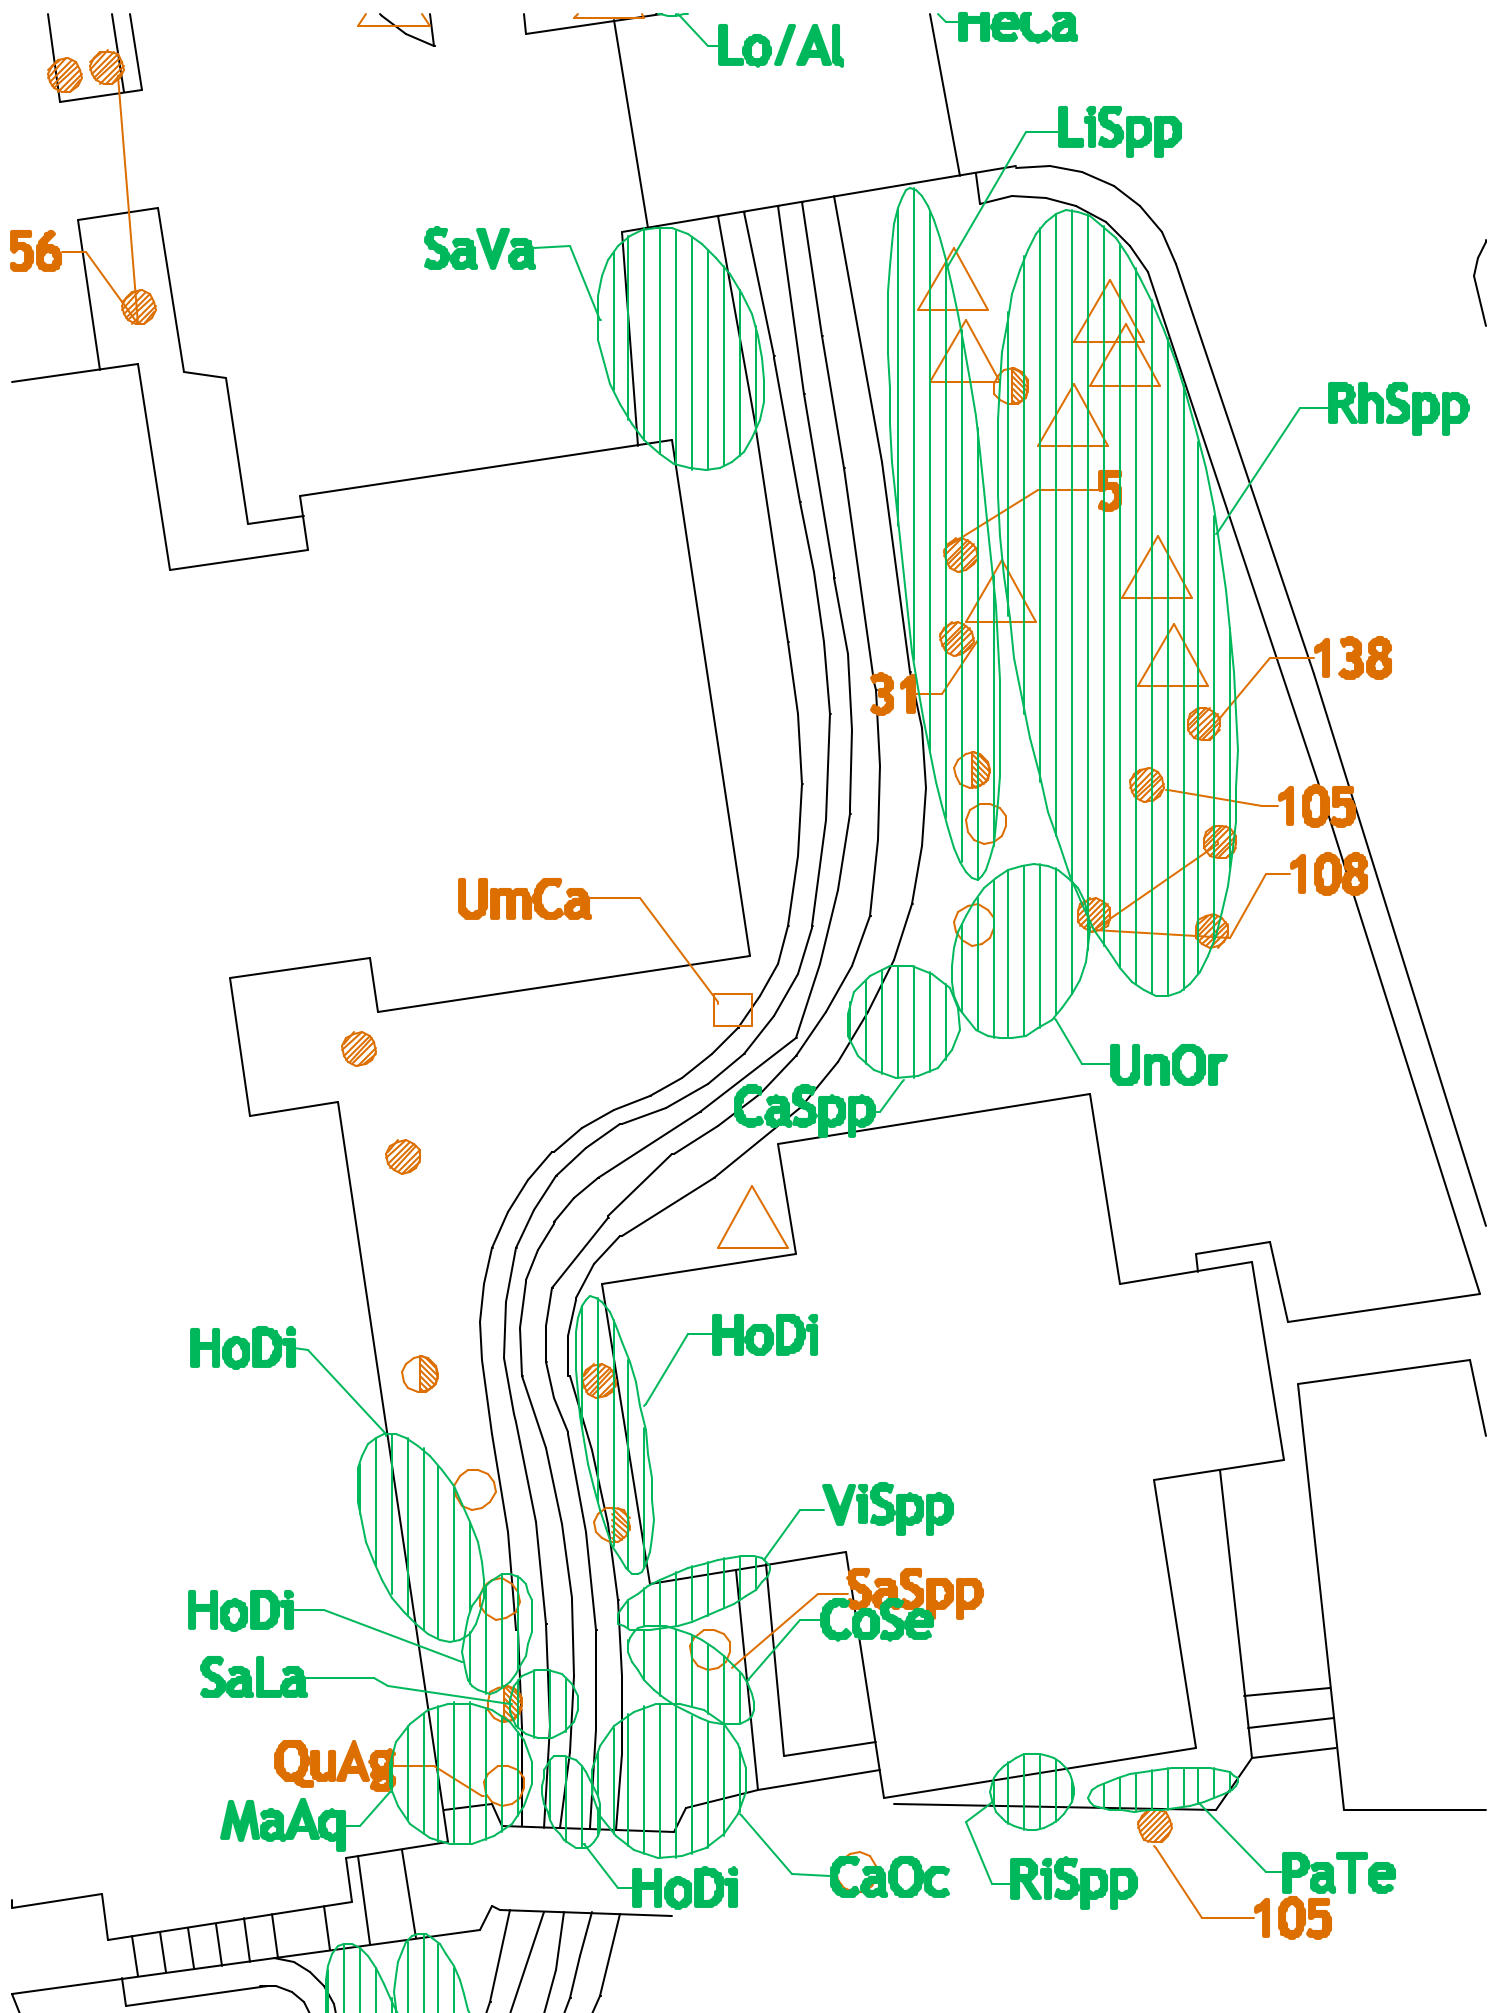 HeCa
Lo/Al
LiSpp
SaVa
56
RhSpp
5
138
31
105
108
UmCa
UnOr
CaSpp
HoDi
HoDi
ViSpp
SaSpp
HoDi
CoSe
SaLa
QuAg
MaAq
CaOc
RiSpp
PaTe
HoDi
105